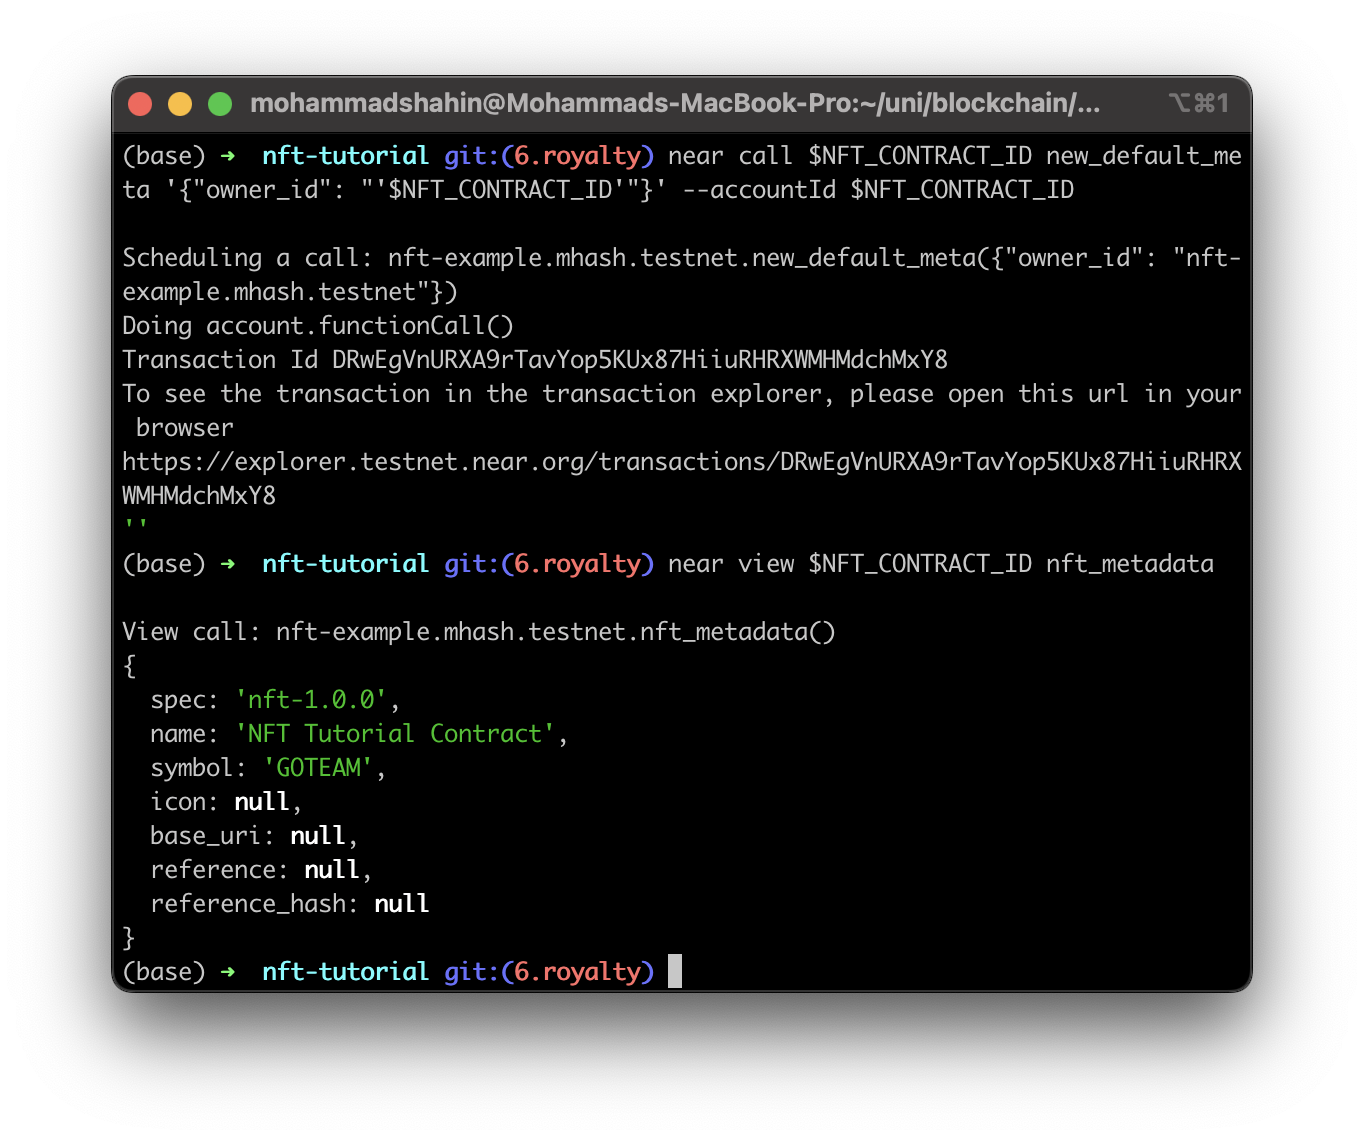 mohammadshahin@Mohammads-MacBook-Pro:~/uni/blockchain/... ⌥⌘1
(base) ➜ nft-tutorial git:(6.royalty) near call $NFT_CONTRACT_ID new_default_me
ta '{"owner_id": "'$NFT_CONTRACT_ID'"}' --accountId $NFT_CONTRACT_ID
Scheduling a call: nft-example.mhash.testnet.new_default_meta({"owner_id": "nft-
example.mhash.testnet"})
Doing account.functionCall()
Transaction Id DRwEgVnURXA9rTavYop5KUx87HiiuRHRXWMHMdchMxY8
To see the transaction in the transaction explorer, please open this url in your
browser
https://explorer.testnet.near.org/transactions/DRwEgVnURXA9rTavYop5KUx87HiiuRHRX
WMHMdchMxY8
''
(base) ➜ nft-tutorial git:(6.royalty) near view $NFT_CONTRACT_ID nft_metadata
View call: nft-example.mhash.testnet.nft_metadata()
{
spec: 'nft-1.0.0',
name: 'NFT Tutorial Contract',
symbol: 'GOTEAM',
icon: null,
base_uri: null,
reference: null,
reference_hash: null
}
(base) ➜ nft-tutorial git:(6.royalty)